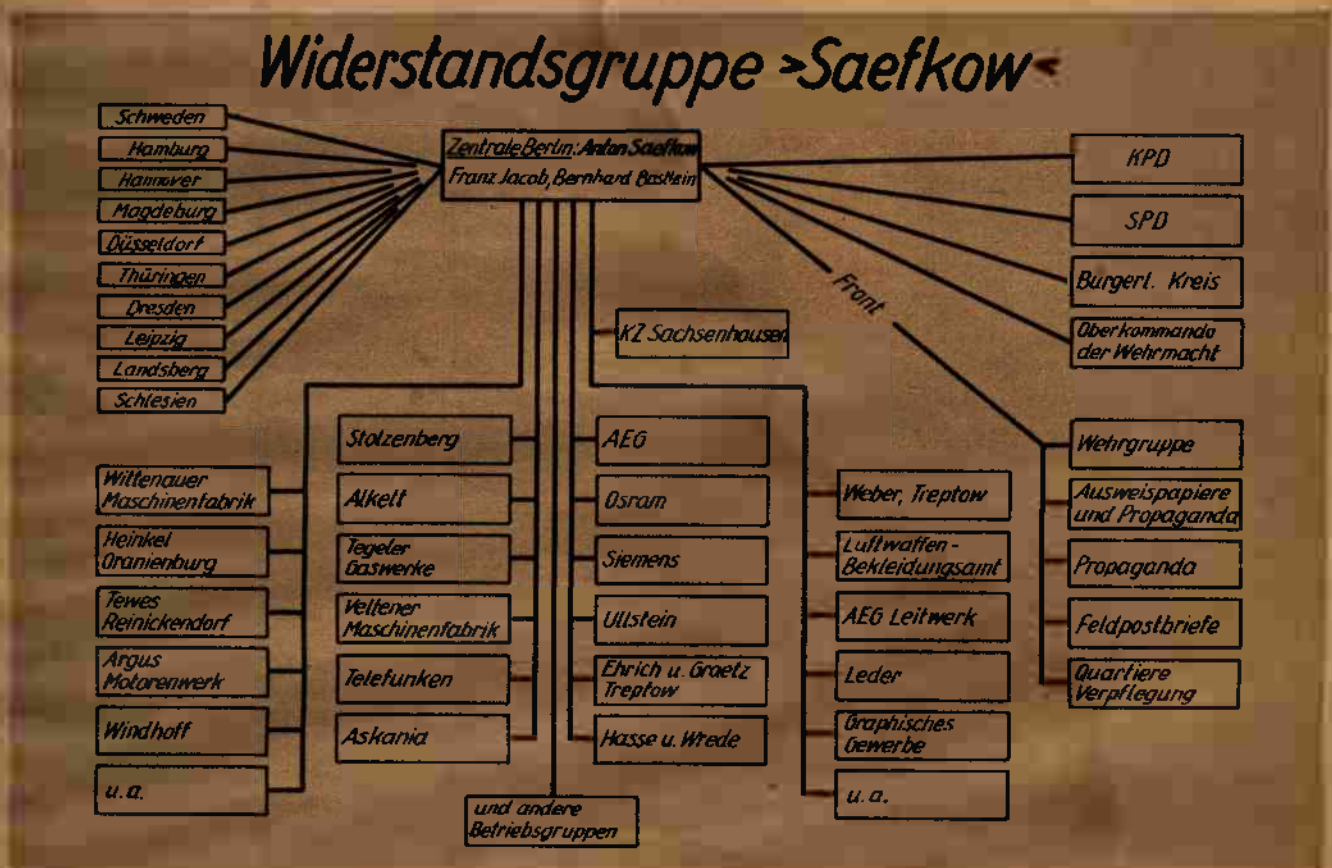 Widerstandsgruppe >Saefkow<
Schweden
Hamburg
Hannover
Magdeburg
Düsseldorf
Thüringen
Dresden
Leipzig
Landsberg
Schlesien
Zentrale Berlin: Anton Saefkow
Franz Jacob, Bernhard Bästlein
KPD
SPD
Bürgerl. Kreis
Oberkommando
der Wehrmacht
Front
KZ Sachsenhausen
Wittenauer
Maschinenfabrik
Heinkel
Oranienburg
Tewes
Reinickendorf
Argus
Motorenwerk
Windhoff
u.a.
Stolzenberg
Alkett
Tegeler
Gaswerke
Veltener
Maschinenfabrik
Telefunken
Askania
AEG
Osram
Siemens
Ullstein
Ehrich u. Graetz
Treptow
Hasse u. Wrede
und andere
Betriebsgruppen
Weber, Treptow
Luftwaffen-
Bekleidungsamt
AEG Leitwerk
Leder
Graphisches
Gewerbe
u.a.
Wehrgruppe
Ausweispapiere
und Propaganda
Propaganda
Feldpostbriefe
Quartiere
Verpflegung